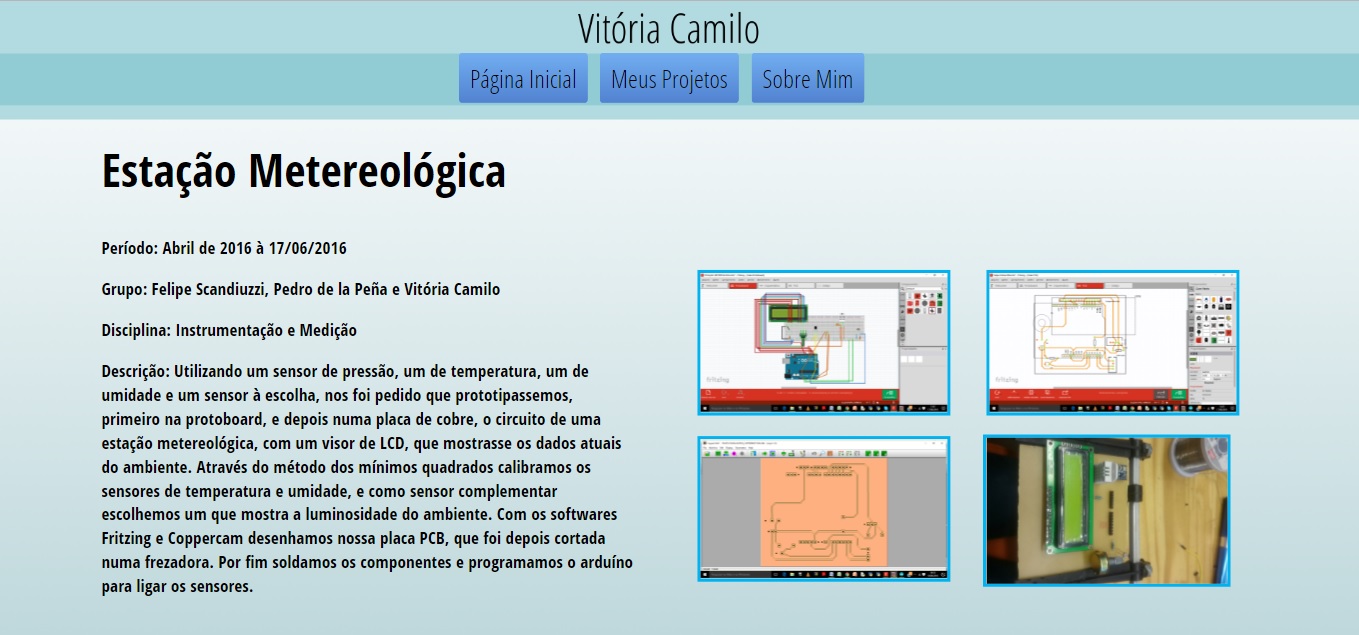 Vitória Camilo
Página Inicial
Meus Projetos
Sobre Mim
Estação Metereológica
Período: Abril de 2016 à 17/06/2016
Grupo: Felipe Scandiuzzi, Pedro de la Peña e Vitória Camilo
Disciplina: Instrumentação e Medição
Descrição: Utilizando um sensor de pressão, um de temperatura, um de
umidade e um sensor à escolha, nos foi pedido que prototipassemos,
primeiro na protoboard, e depois numa placa de cobre, o circuito de uma
estação metereológica, com um visor de LCD, que mostrasse os dados atuais
do ambiente. Através do método dos mínimos quadrados calibramos os
sensores de temperatura e umidade, e como sensor complementar
escolhemos um que mostra a luminosidade do ambiente. Com os softwares
Fritzing e Coppercam desenhamos nossa placa PCB, que foi depois cortada
numa frezadora. Por fim soldamos os componentes e programamos o arduíno
para ligar os sensores.
fritzing
fritzing